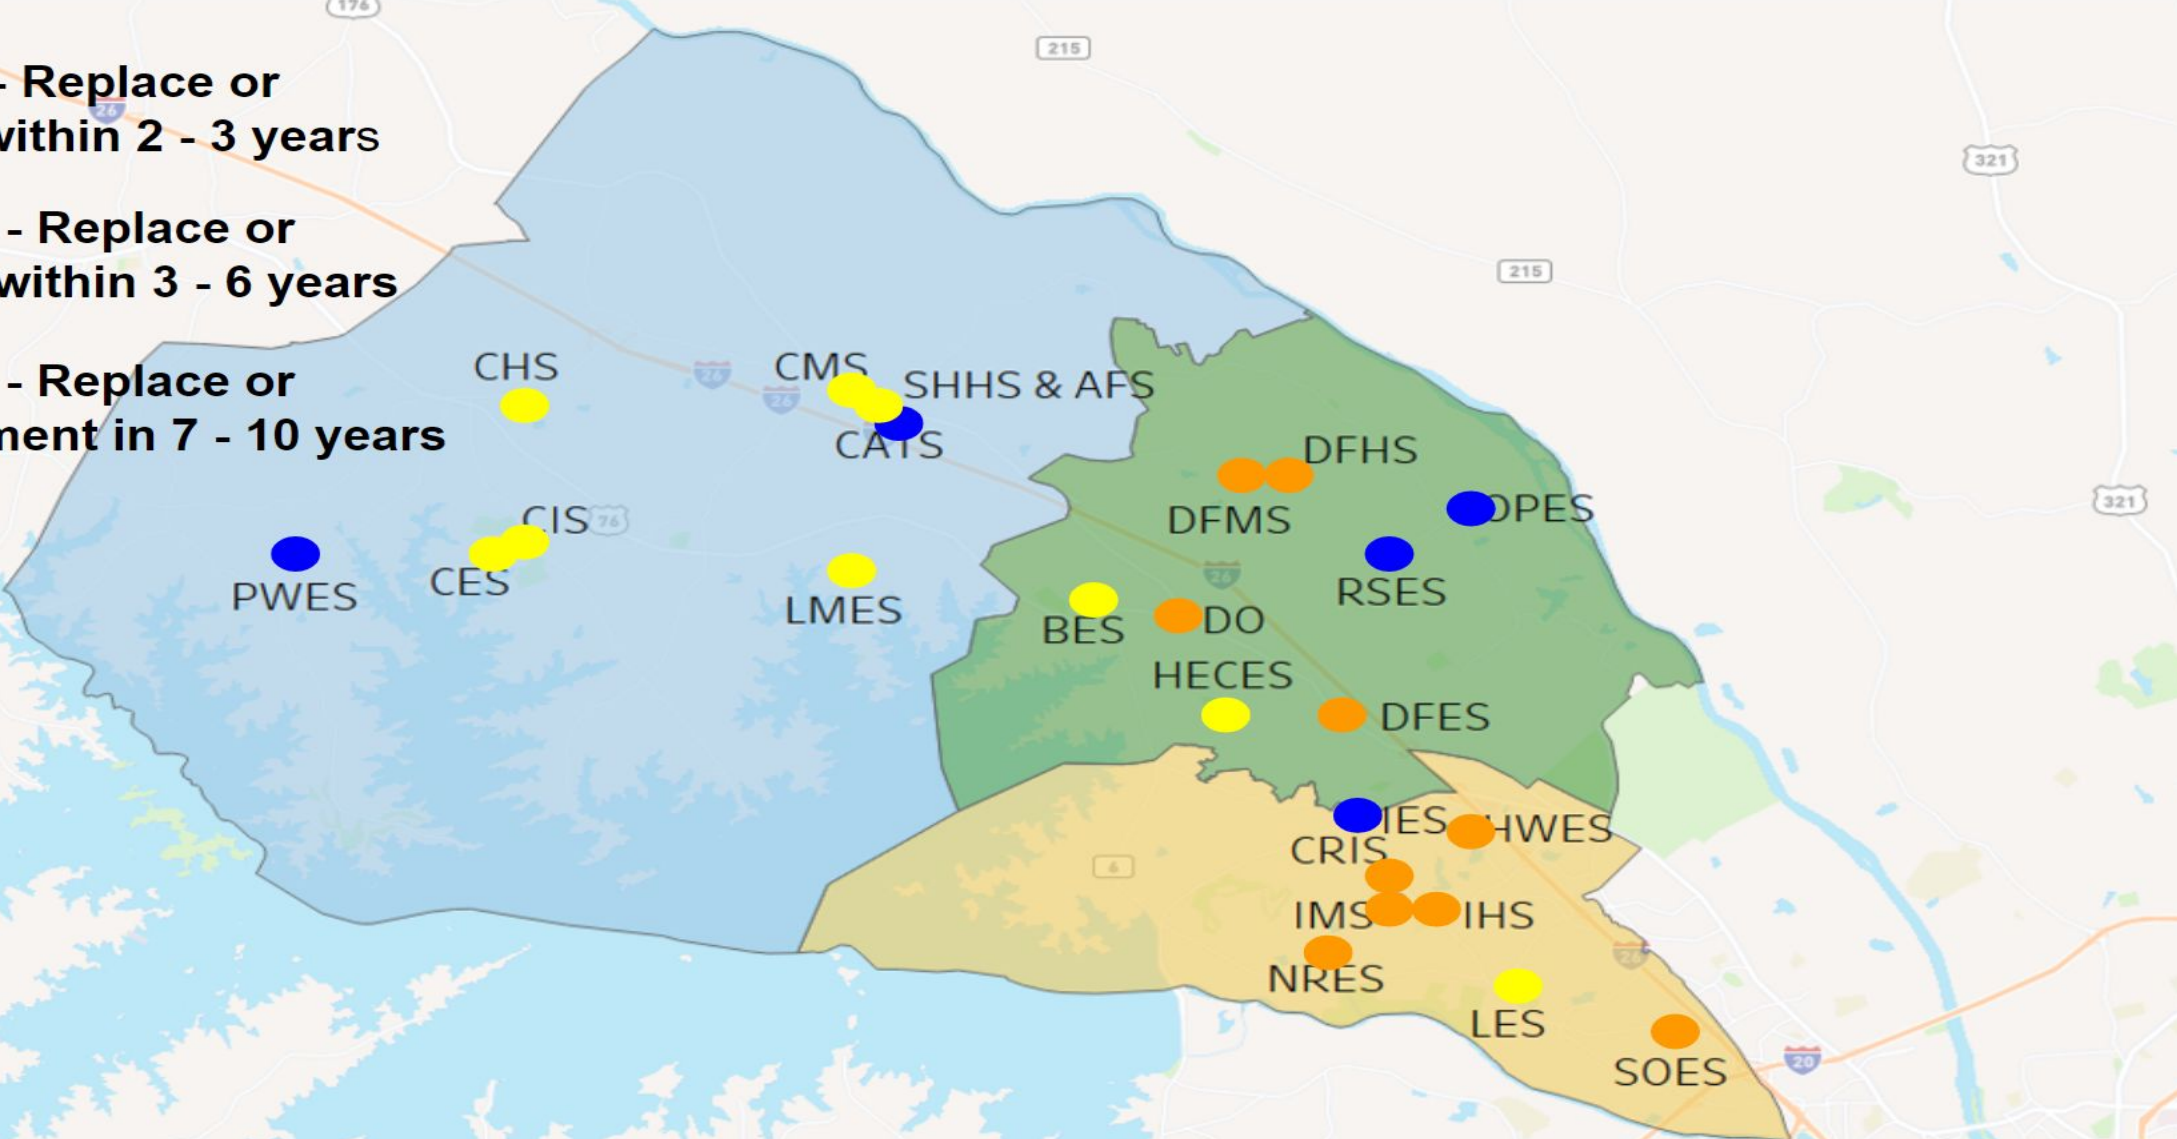 176
215
- Replace or
26
within 2 - 3 years
321
- Replace or
within 3 - 6 years
215
CHS
CMS
26
26
SHHS & AFS
- Replace or
ment in 7 - 10 years
CATS
DFHS
321
CIS
76
DFMS
OPES
PWES
CES
26
RSES
LMES
BES
DO
HECES
DFES
IES
HWES
CRIS
6
IMS
IHS
26
NRES
LES
20
SOES